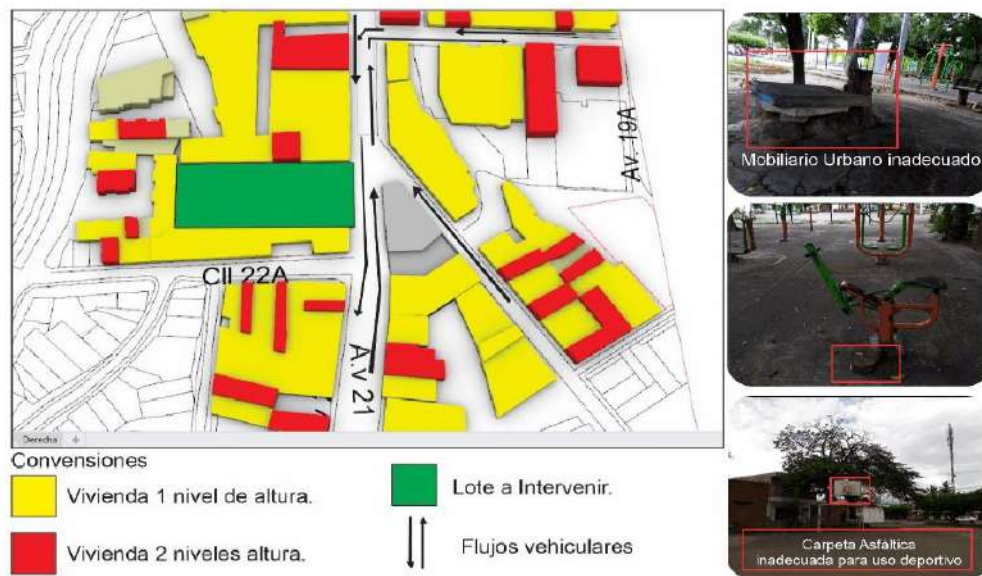 Av. 19A
Cll 22A
A.v 21
Derecha
Convensiones
Vivienda 1 nivel de altura.
Vivienda 2 niveles altura.
Lote a Intervenir.
Flujos vehiculares
Mobiliario Urbano inadecuado
Carpeta Asfáltica
inadecuada para uso deportivo